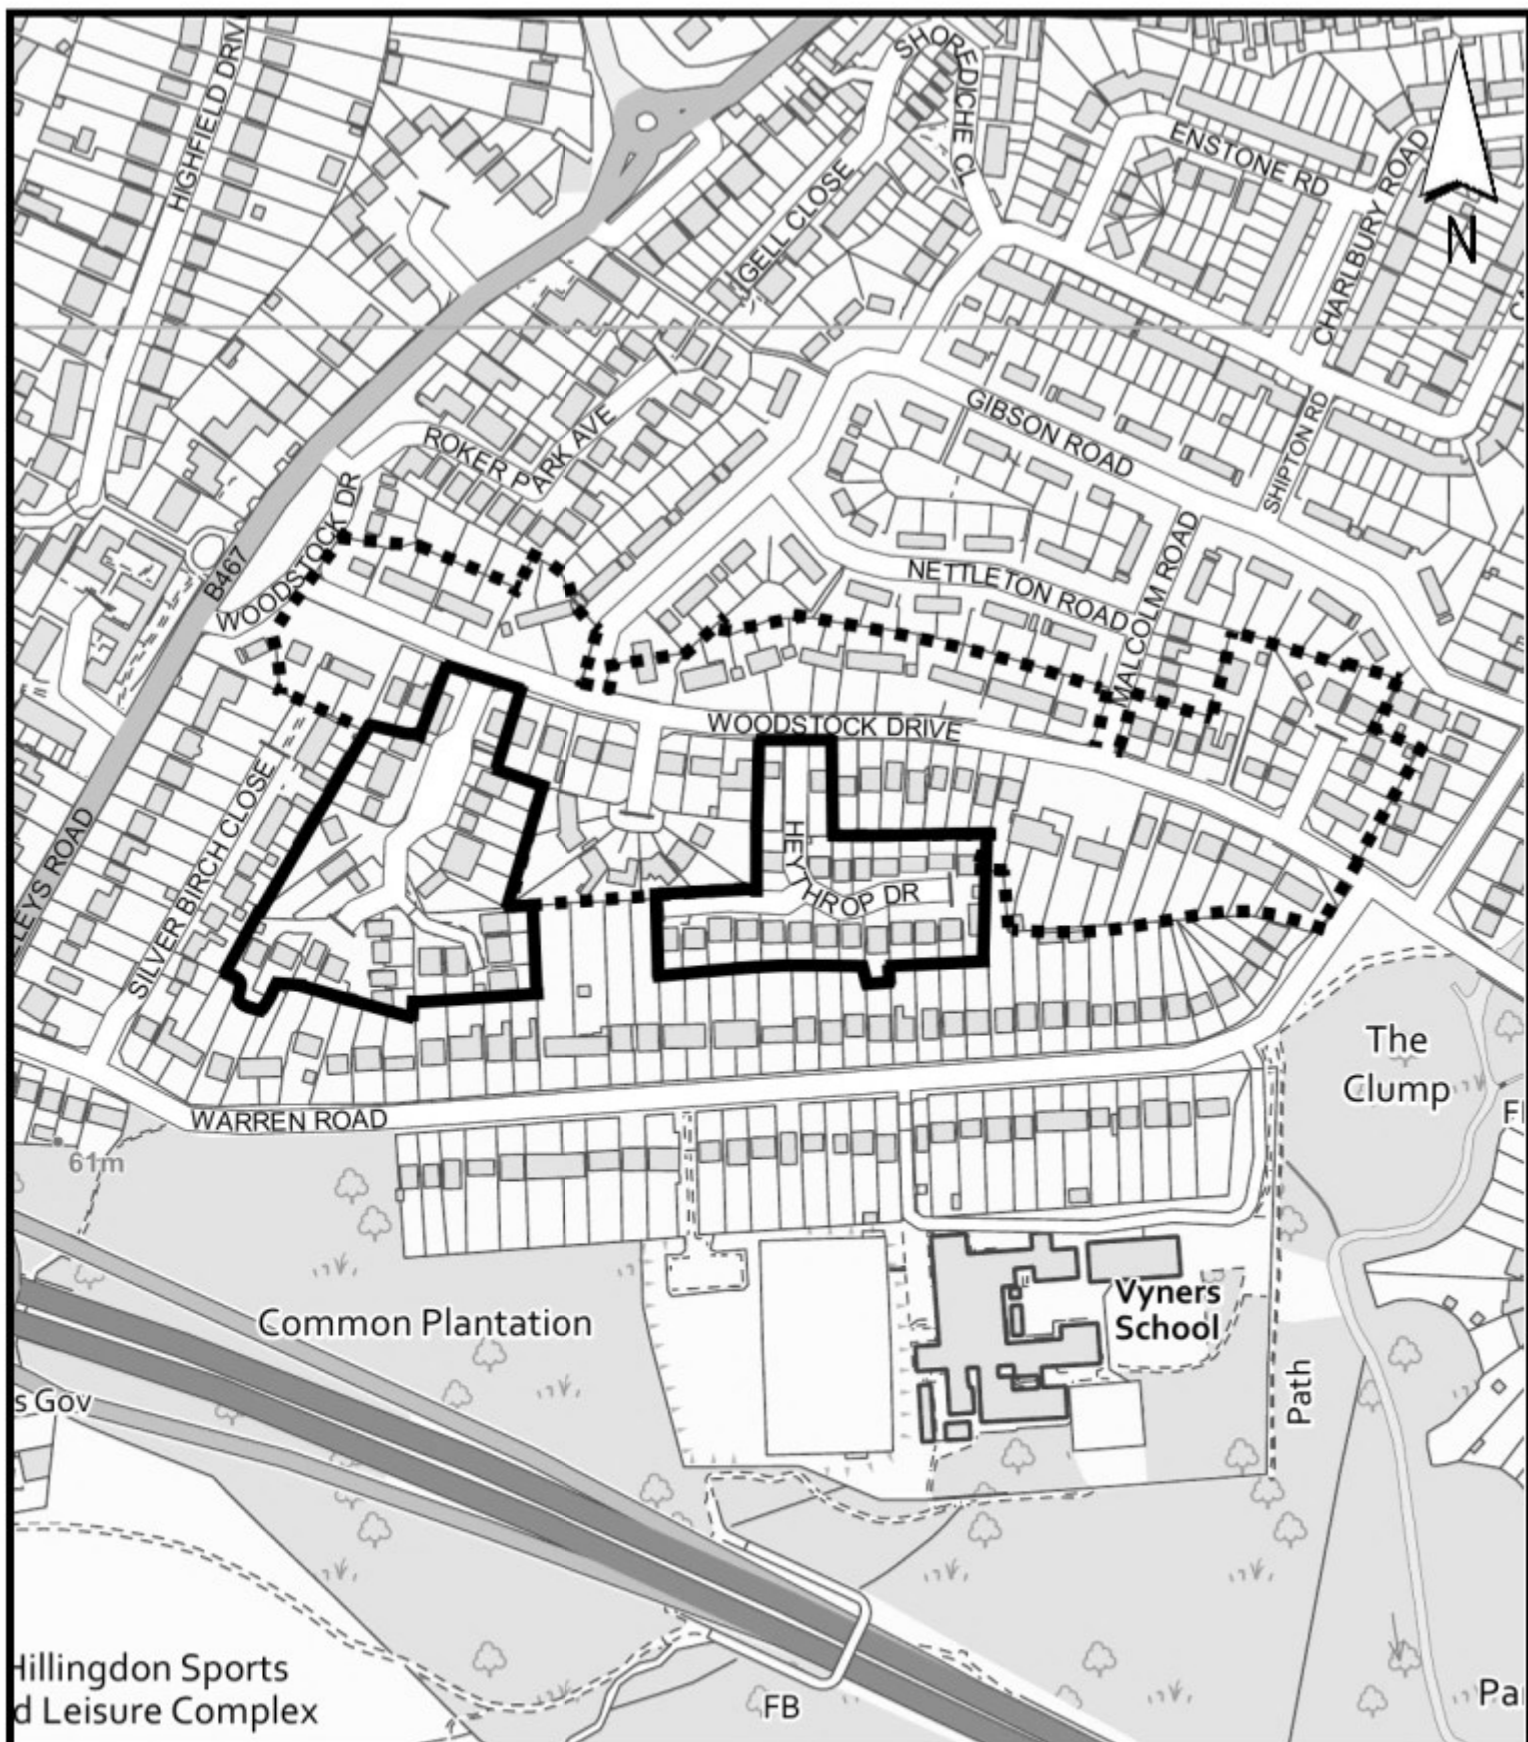 SHOREDICHE CL
HIGHFIELD DRIV
ENSTONE RD
IGELL CLOSE
CHARLBURY ROAD
N
GIBSON ROAD
ROKER PARK AVE
SHIPTON RD
WOODSTOCK DR
B467
NETTLETON ROAD
MALCOLM ROAD
WOODSTOCK DRIVE
SILVER BIRCH CLOSE
HEYTHROP DR
LEYS ROAD
The
Clump
WARREN ROAD
61m
Common Plantation
Vyners
School
Path
s Gov
Hillingdon Sports
d Leisure Complex
FB
Pa